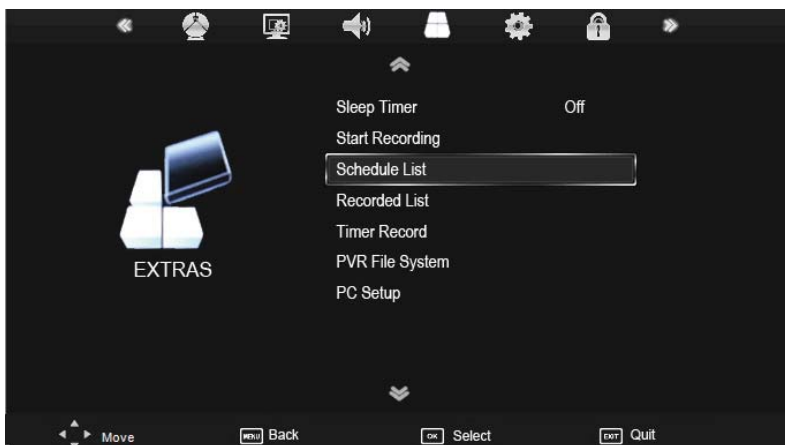 Sleep Timer Off
Start Recording
Schedule List
Recorded List
Timer Record
PVR File System
PC Setup
EXTRAS
Move MENU Back OK Select EXIT Quit